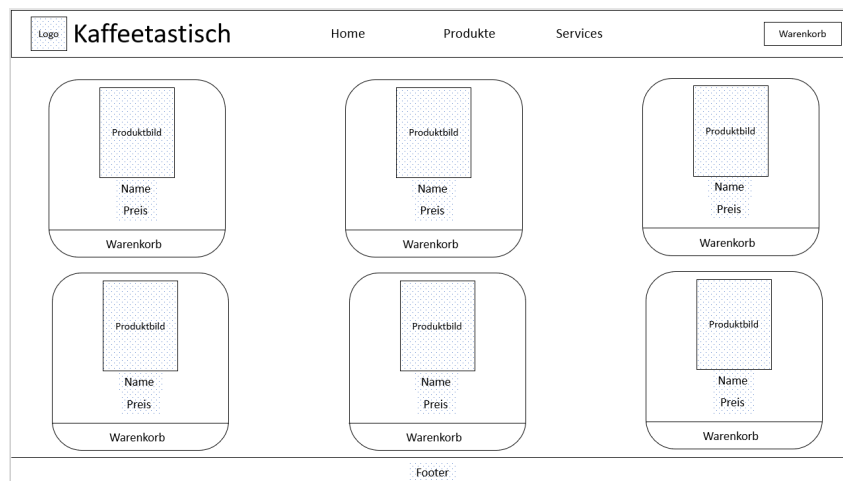 Logo Kaffeetastisch Home Produkte Services Warenkorb
Produktbild Produktbild Produktbild
Name Name Name
Preis Preis Preis
Warenkorb Warenkorb Warenkorb
Produktbild Produktbild Produktbild
Name Name Name
Preis Preis Preis
Warenkorb Warenkorb Warenkorb
Footer